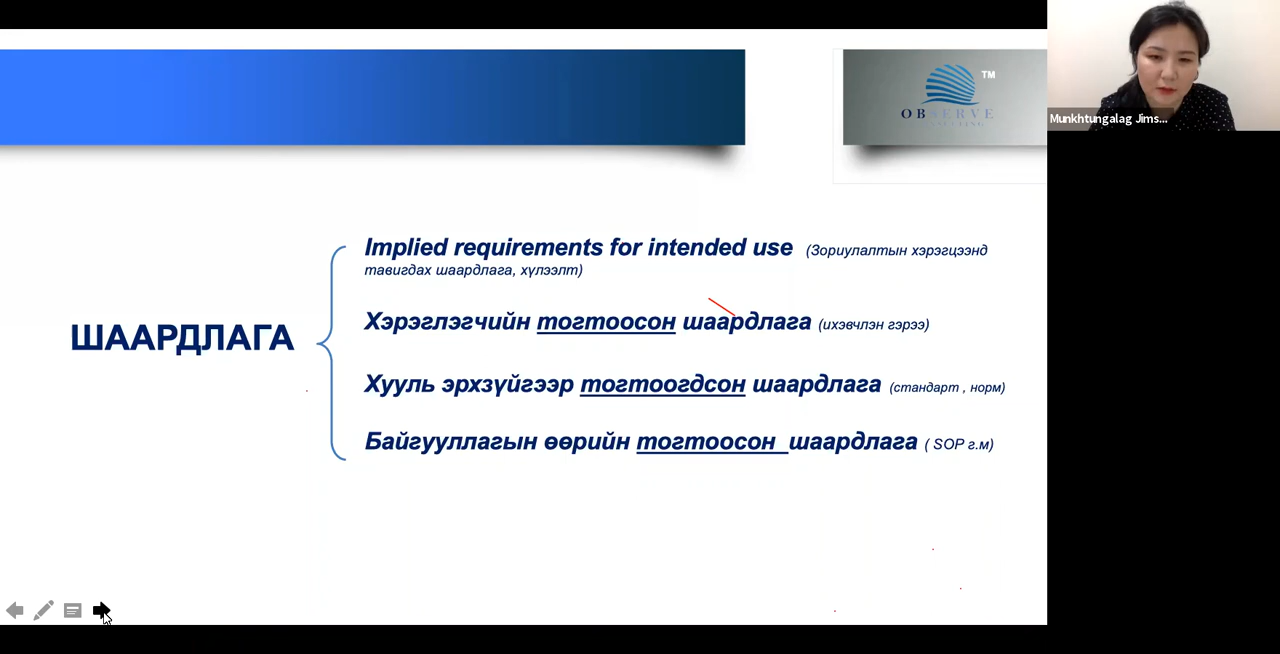 TM
OBSERVE
Munkhtungalag Jims...
Implied requirements for intended use (Зориулалтын хэрэгцээнд
тавигдах шаардлага, хүлээлт)
Хэрэглэгчийн тогтоосон шаардлага (ихэвчлэн гэрээ)
ШААРДЛАГА
Хууль эрхзүйгээр тогтоогдсон шаардлага (стандарт , норм)
Байгууллагын өөрийн тогтоосон шаардлага ( SOP г.м)